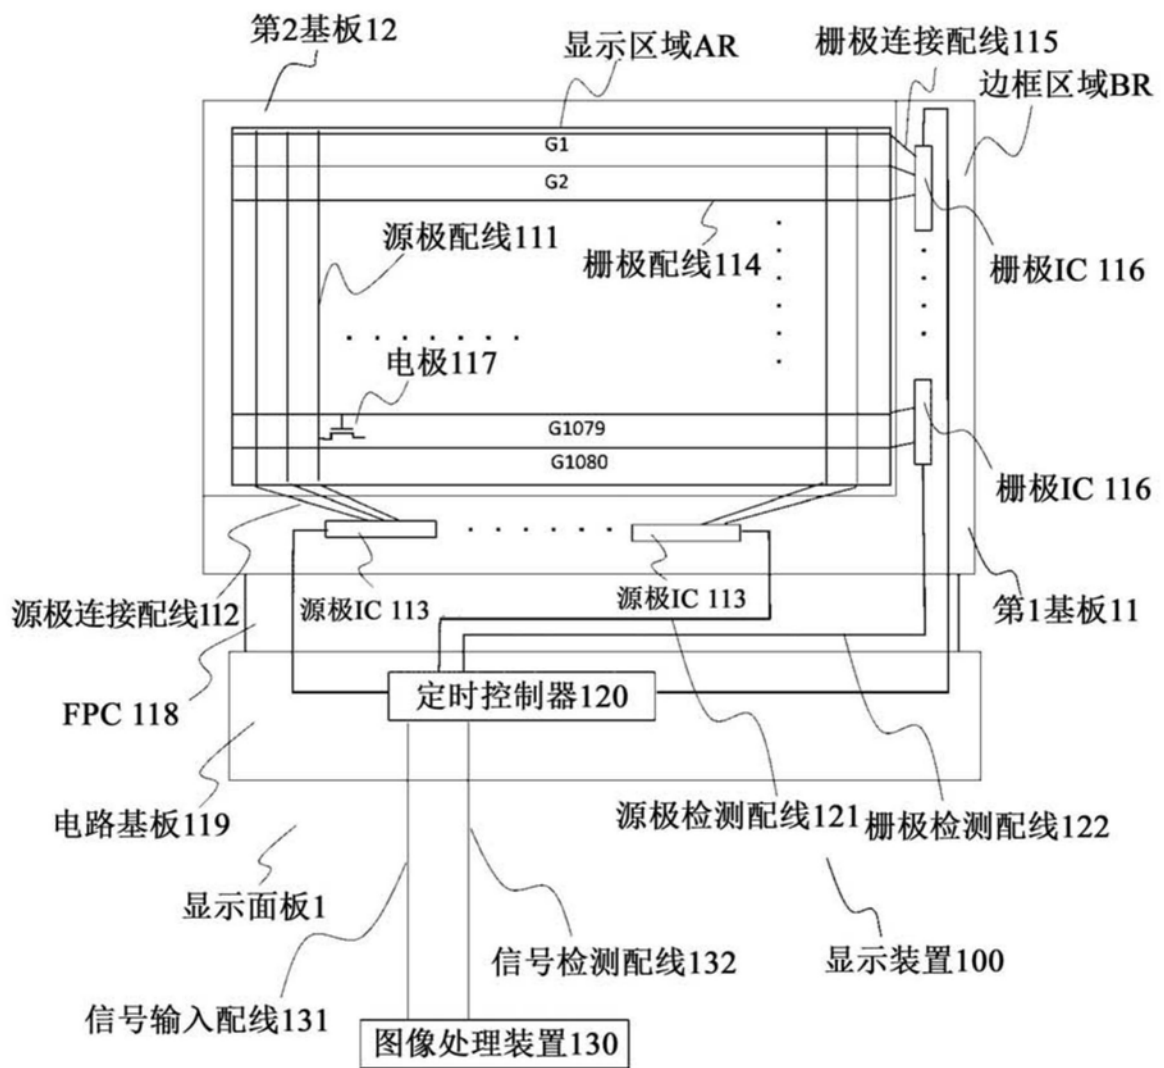 第2基板12
显示区域AR
栅极连接配线115
边框区域BR
G1
G2
源极配线111
栅极配线114
栅极IC 116
电极117
G1079
G1080
栅极IC 116
源极连接配线112
源极IC 113
源极IC 113
第1基板11
FPC 118
定时控制器120
电路基板119
源极检测配线121
栅极检测配线122
显示面板1
信号检测配线132
显示装置100
信号输入配线131
图像处理装置130